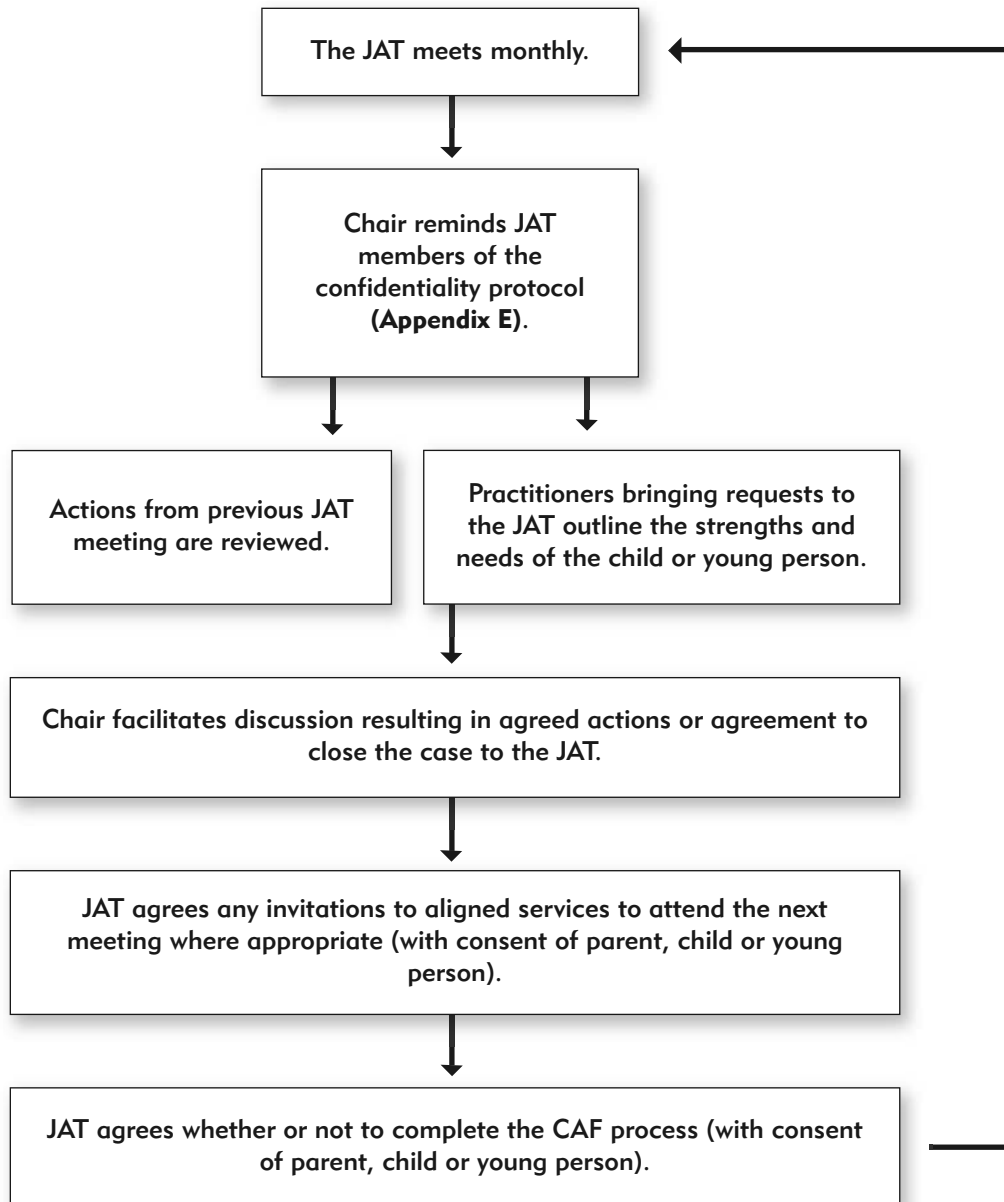 The JAT meets monthly.
Chair reminds JAT
members of the
confidentiality protocol
(Appendix E).
Actions from previous JAT
meeting are reviewed.
Practitioners bringing requests to
the JAT outline the strengths and
needs of the child or young person.
Chair facilitates discussion resulting in agreed actions or agreement to
close the case to the JAT.
JAT agrees any invitations to aligned services to attend the next
meeting where appropriate (with consent of parent, child or young
person).
JAT agrees whether or not to complete the CAF process (with consent
of parent, child or young person).